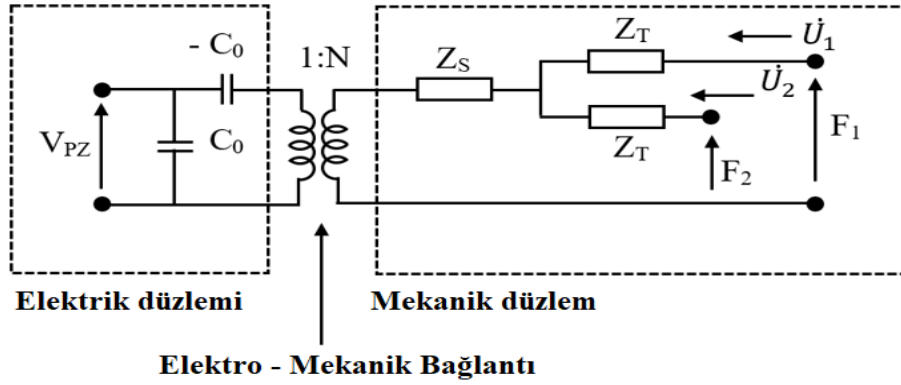 - C₀
1:N
Z_S
Z_T
U̇₁
U̇₂
V_PZ
C₀
Z_T
F₂
F₁
Elektrik düzlemi
Mekanik düzlem
Elektro - Mekanik Bağlantı